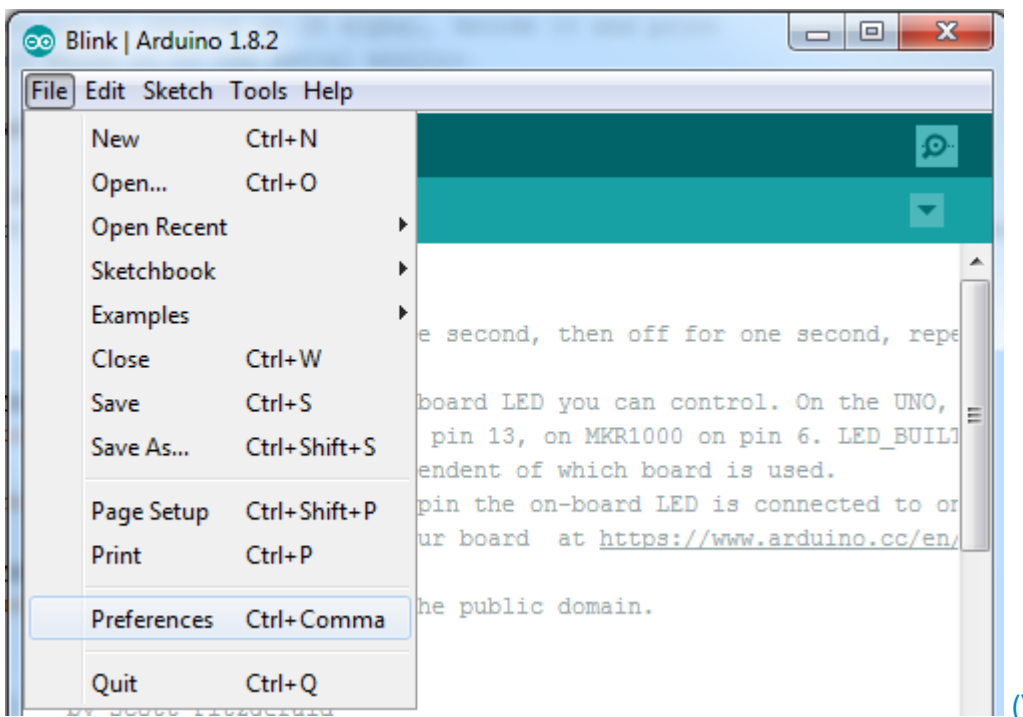 Blink | Arduino 1.8.2
File Edit Sketch Tools Help
New Ctrl+N
Open... Ctrl+O
Open Recent
Sketchbook
Examples
Close Ctrl+W
Save Ctrl+S
Save As... Ctrl+Shift+S
Page Setup Ctrl+Shift+P
Print Ctrl+P
Preferences Ctrl+Comma
Quit Ctrl+Q
e second, then off for one second, repe
board LED you can control. On the UNO,
pin 13, on MKR1000 on pin 6. LED_BUILT
endent of which board is used.
pin the on-board LED is connected to on
ur board at https://www.arduino.cc/en/
he public domain.
by Scott Fitzgerald